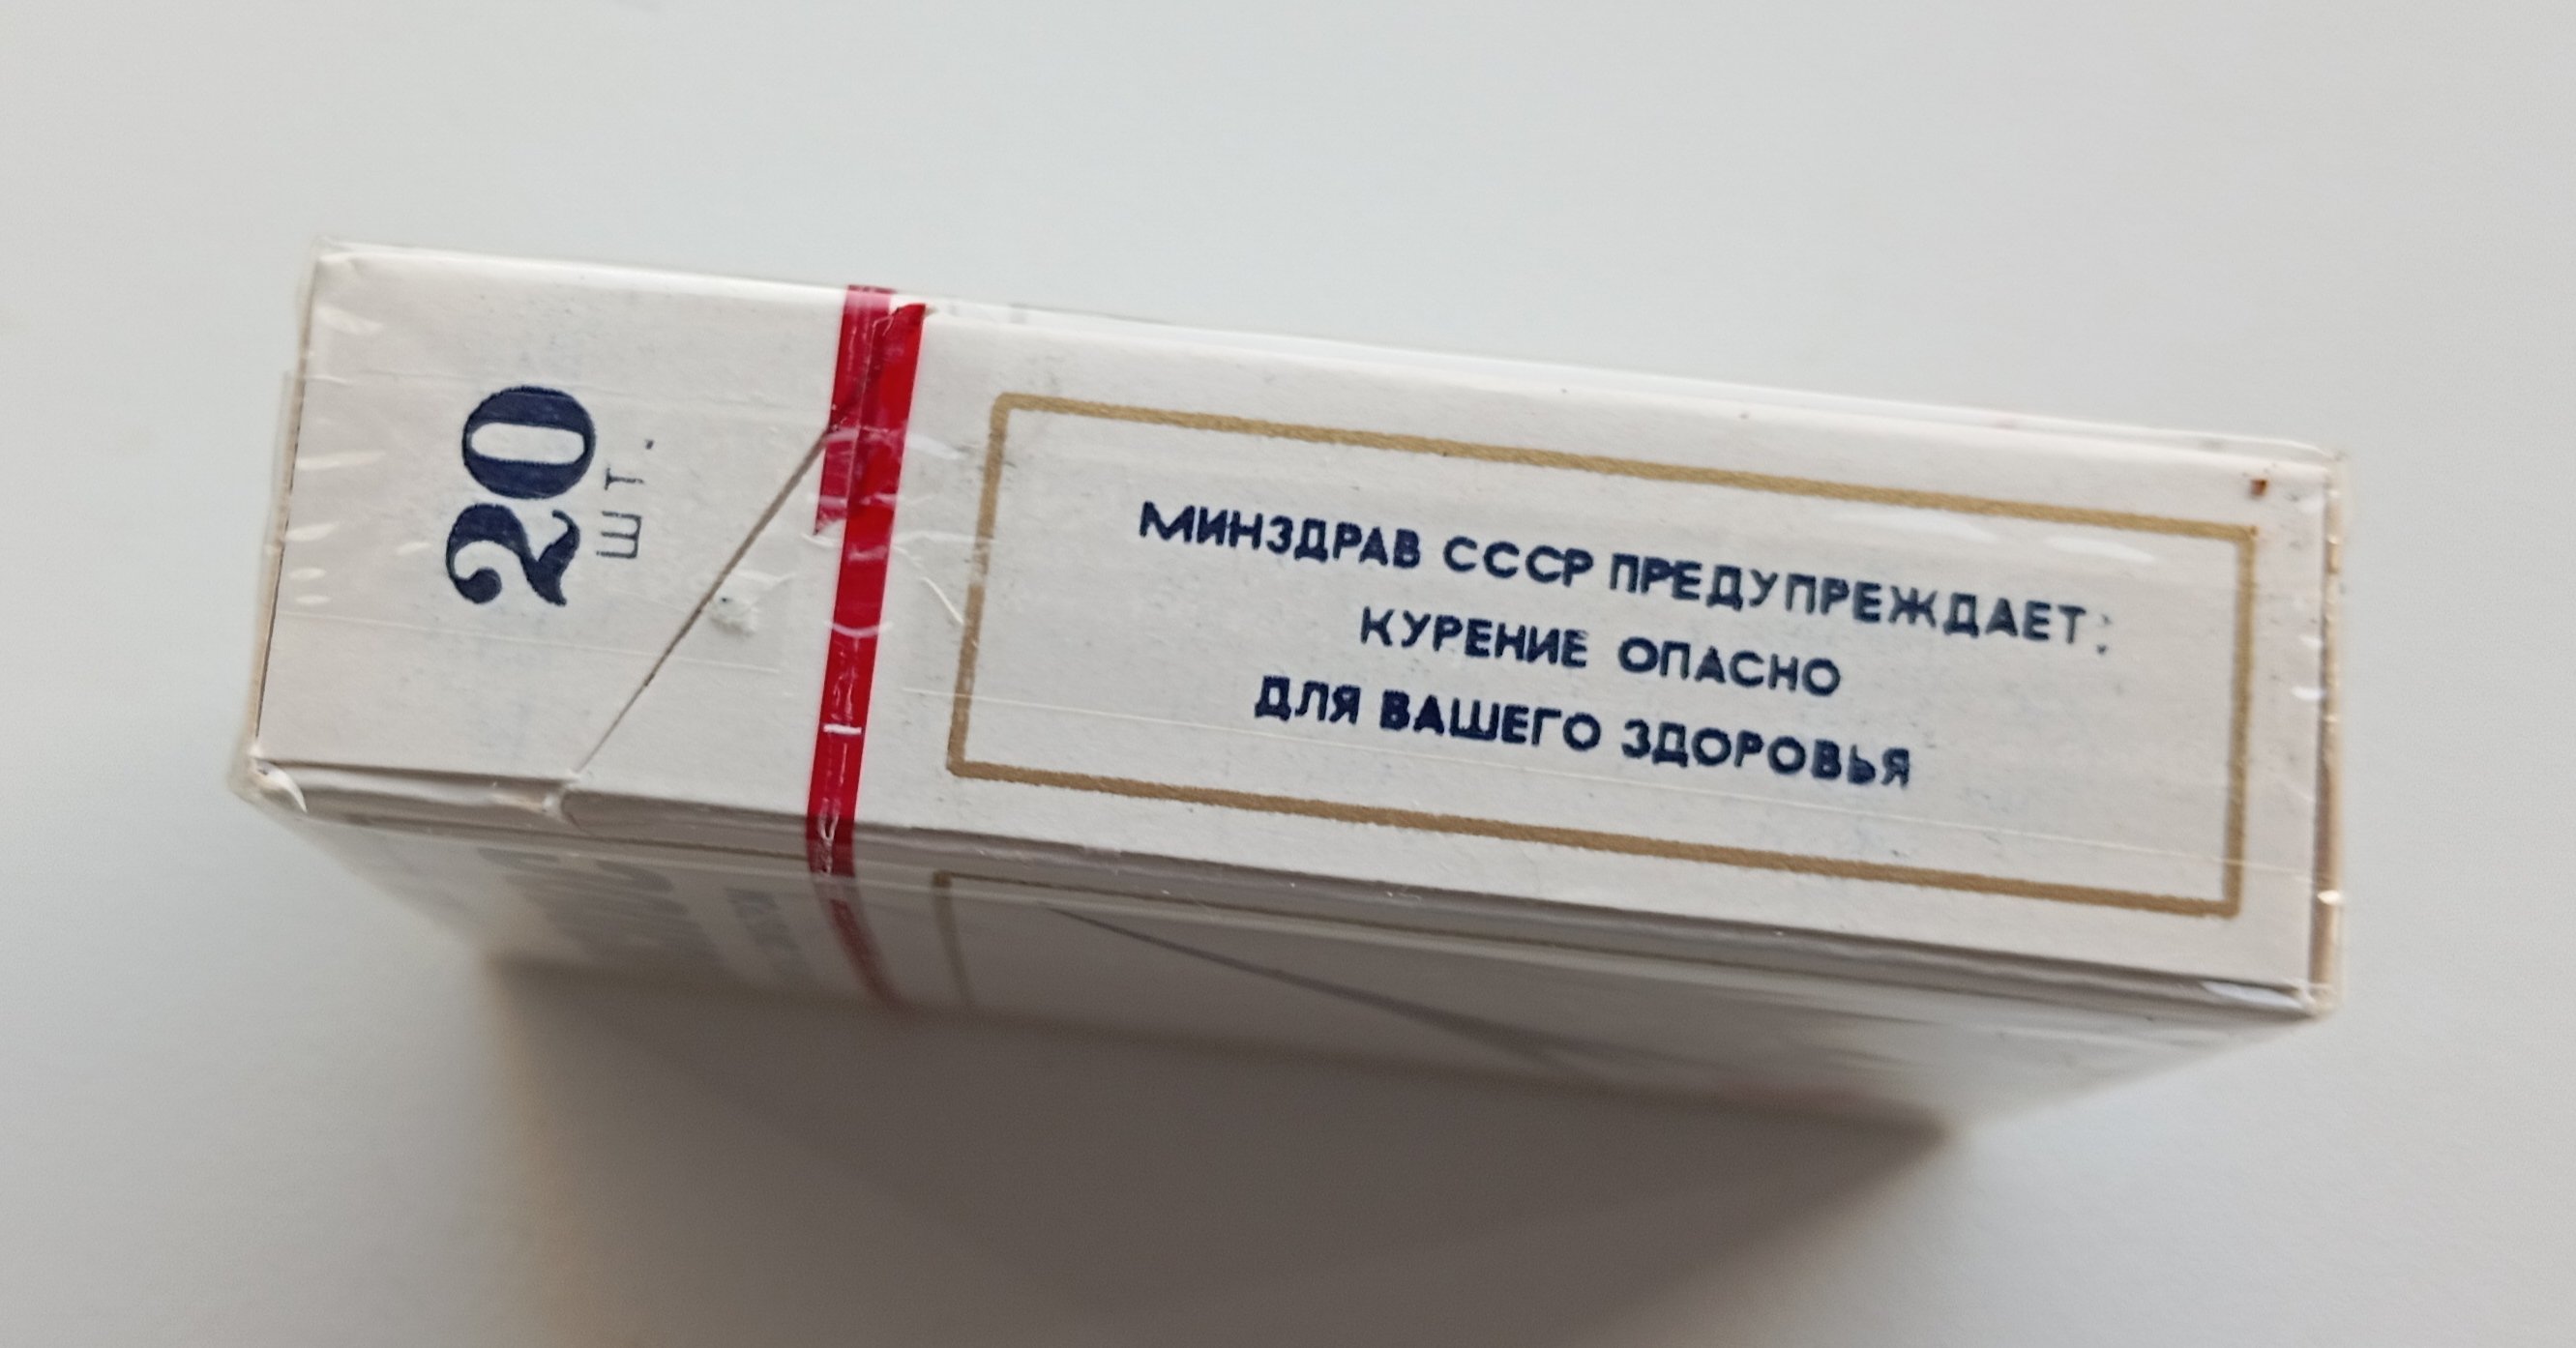 20
ШТ.
МИНЗДРАВ СССР ПРЕДУПРЕЖДАЕТ:
КУРЕНИЕ ОПАСНО
ДЛЯ ВАШЕГО ЗДОРОВЬЯ